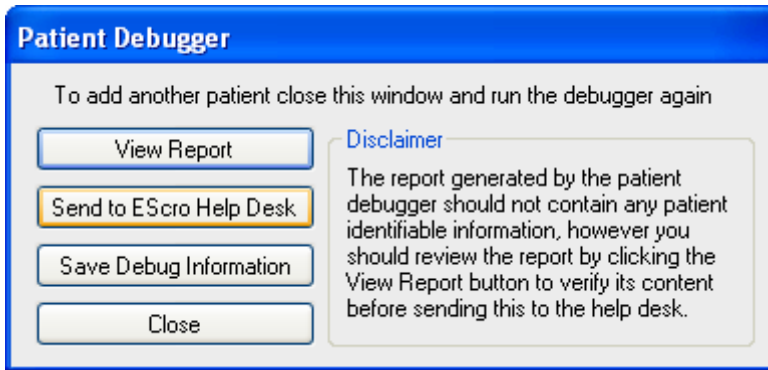 Patient Debugger
To add another patient close this window and run the debugger again
View Report
Send to EScro Help Desk
Save Debug Information
Close
Disclaimer
The report generated by the patient
debugger should not contain any patient
identifiable information, however you
should review the report by clicking the
View Report button to verify its content
before sending this to the help desk.